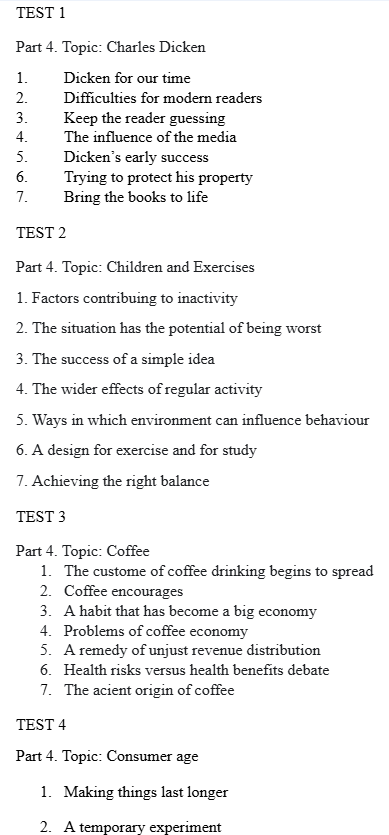 TEST 1
Part 4. Topic: Charles Dicken
1. Dicken for our time
2. Difficulties for modern readers
3. Keep the reader guessing
4. The influence of the media
5. Dicken's early success
6. Trying to protect his property
7. Bring the books to life
TEST 2
Part 4. Topic: Children and Exercises
1. Factors contribuing to inactivity
2. The situation has the potential of being worst
3. The success of a simple idea
4. The wider effects of regular activity
5. Ways in which environment can influence behaviour
6. A design for exercise and for study
7. Achieving the right balance
TEST 3
Part 4. Topic: Coffee
1. The custome of coffee drinking begins to spread
2. Coffee encourages
3. A habit that has become a big economy
4. Problems of coffee economy
5. A remedy of unjust revenue distribution
6. Health risks versus health benefits debate
7. The acient origin of coffee
TEST 4
Part 4. Topic: Consumer age
1. Making things last longer
2. A temporary experiment